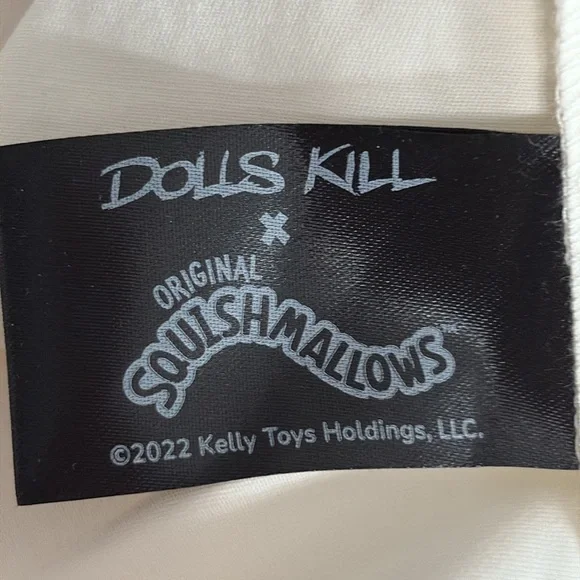 DOLLS KILL
X
ORIGINAL
SQUISHMALLOWS™
©2022 Kelly Toys Holdings, LLC.